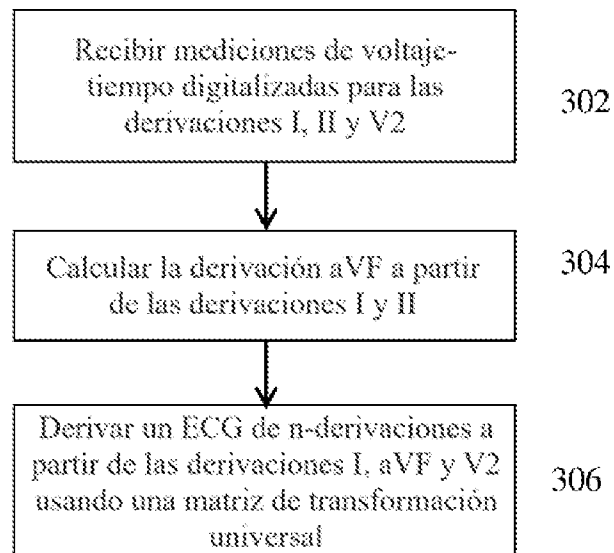 Recibir mediciones de voltaje-
tiempo digitalizadas para las
derivaciones I, II y V2
302
Calcular la derivación aVF a partir
de las derivaciones I y II
304
Derivar un ECG de n-derivaciones a
partir de las derivaciones I, aVF y V2
usando una matriz de transformación
universal
306